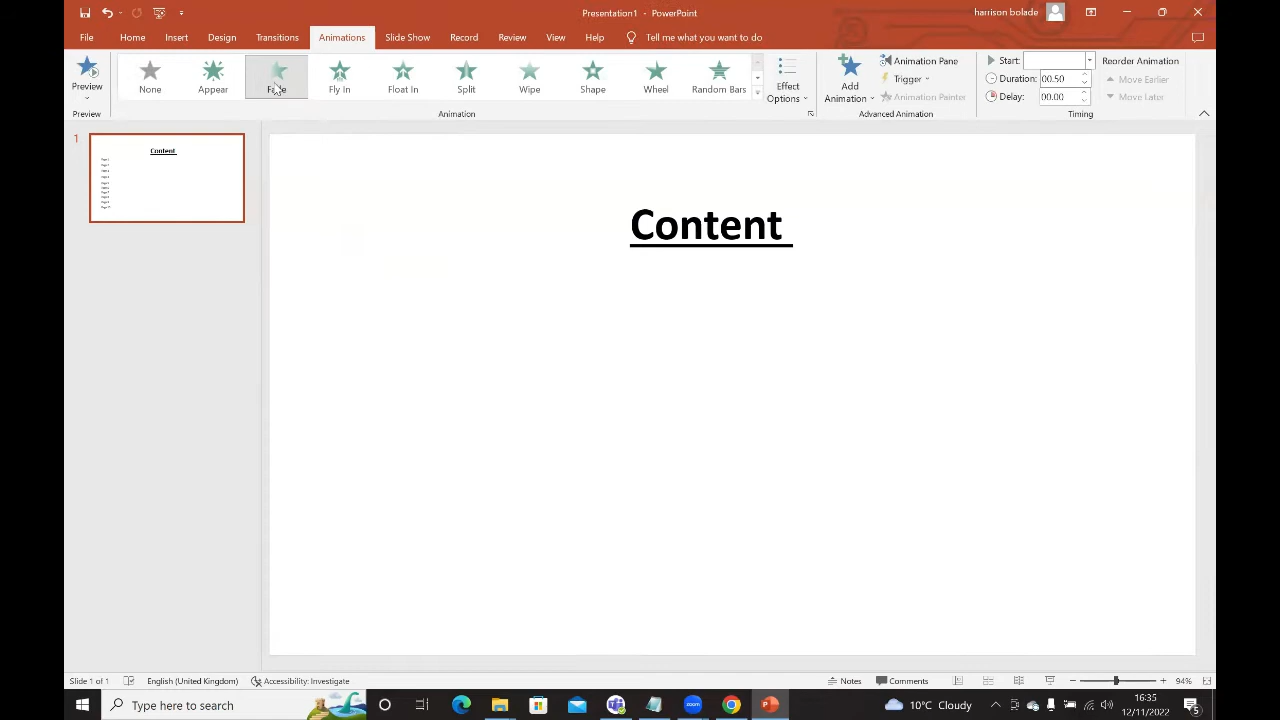 Presentation1 - PowerPoint
harrison bolade
File Home Insert Design Transitions Animations Slide Show Record Review View Help Tell me what you want to do
Preview
None Appear Fade Fly In Float In Split Wipe Shape Wheel Random Bars
Effect Options
Add Animation
Animation Pane
Trigger
Animation Painter
Start:
Duration: 00.50
Delay: 00.00
Reorder Animation
Move Earlier
Move Later
Preview Animation Advanced Animation Timing
1
Content
Content
Slide 1 of 1 English (United Kingdom) Accessibility: Investigate Notes Comments 94%
Type here to search
zoom
10°C Cloudy
16:35
12/11/2022
5